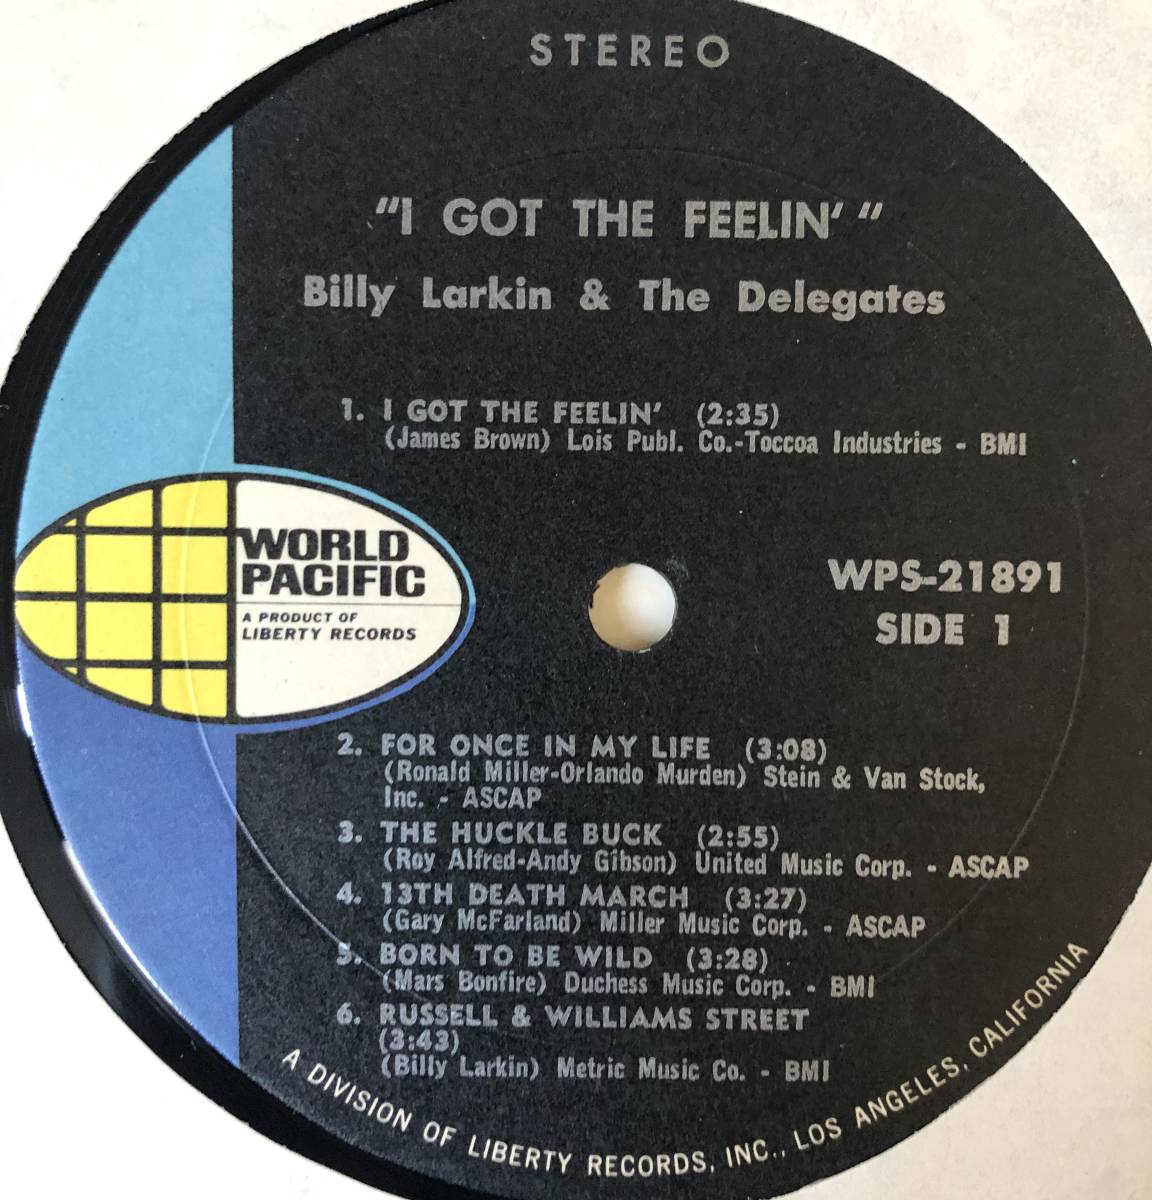 STEREO
"I GOT THE FEELIN' "
Billy Larkin & The Delegates
1. I GOT THE FEELIN' (2:35)
(James Brown) Lois Publ. Co.-Toccoa Industries - BMI
WORLD
PACIFIC
A PRODUCT OF
LIBERTY RECORDS
WPS-21891
SIDE 1
2. FOR ONCE IN MY LIFE (3:08)
(Ronald Miller-Orlando Murden) Stein & Van Stock,
Inc. - ASCAP
3. THE HUCKLE BUCK (2:55)
(Roy Alfred-Andy Gibson) United Music Corp. - ASCAP
4. 13TH DEATH MARCH (3:27)
(Gary McFarland) Miller Music Corp. - ASCAP
5. BORN TO BE WILD (3:28)
(Mars Bonfire) Duchess Music Corp. - BMI
6. RUSSELL & WILLIAMS STREET
(3:43)
(Billy Larkin) Metric Music Co. - BMI
A DIVISION OF LIBERTY RECORDS, INC., LOS ANGELES, CALIFORNIA